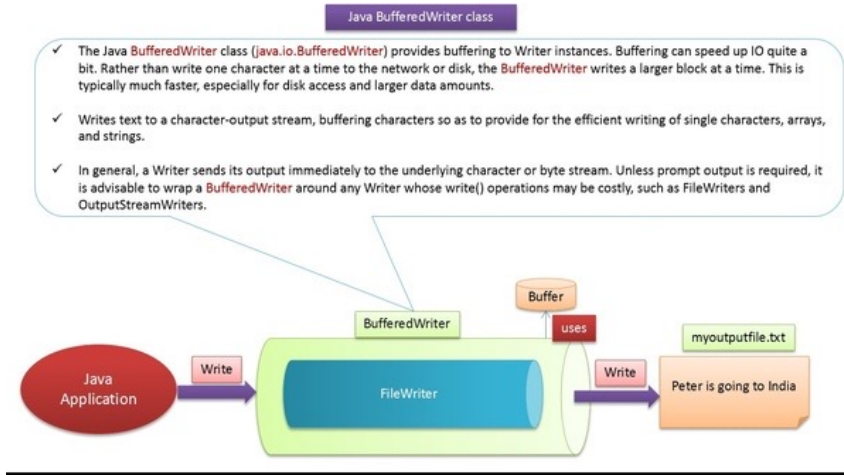 Java BufferedWriter class
✓ The Java BufferedWriter class (java.io.BufferedWriter) provides buffering to Writer instances. Buffering can speed up IO quite a
bit. Rather than write one character at a time to the network or disk, the BufferedWriter writes a larger block at a time. This is
typically much faster, especially for disk access and larger data amounts.
✓ Writes text to a character-output stream, buffering characters so as to provide for the efficient writing of single characters, arrays,
and strings.
✓ In general, a Writer sends its output immediately to the underlying character or byte stream. Unless prompt output is required, it
is advisable to wrap a BufferedWriter around any Writer whose write() operations may be costly, such as FileWriters and
OutputStreamWriters.
Buffer
BufferedWriter
uses
myoutputfile.txt
Java
Application
Write
FileWriter
Write
Peter is going to India